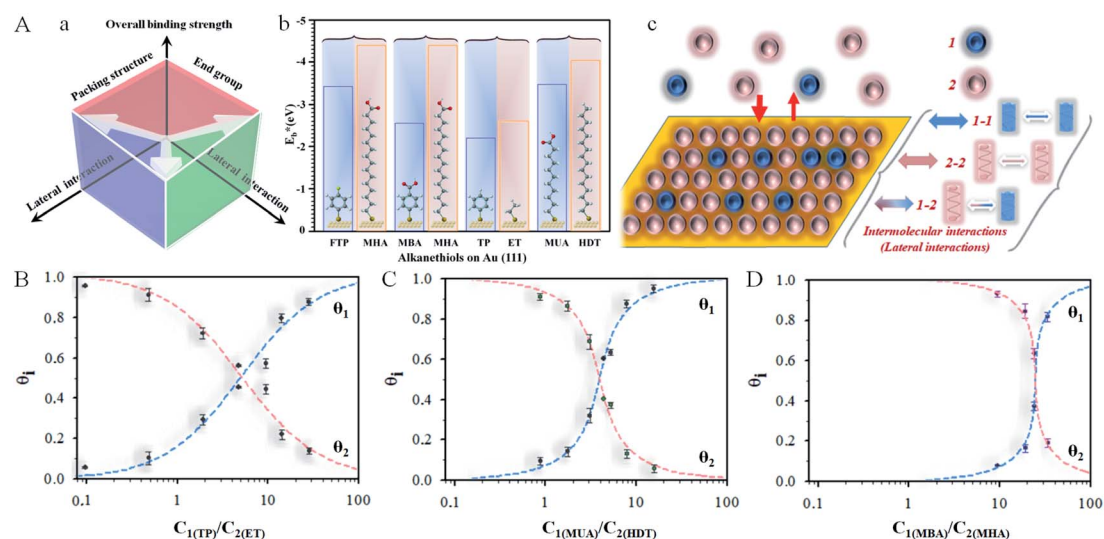 A
a
Overall binding strength
Packing structure
End group
Lateral interaction
Lateral interaction
b
E_b*(eV)
-5
-4
-3
-2
-1
0
FTP MHA MBA MHA TP ET MUA HDT
Alkanethiols on Au (111)
c
1
2
1-1
2-2
1-2
Intermolecular interactions
(Lateral interactions)
B
θi
1.0
0.8
0.6
0.4
0.2
0.0
θ1
θ2
0.1 1 10 100
C1(TP)/C2(ET)
C
θi
1.0
0.8
0.6
0.4
0.2
0.0
θ1
θ2
0.1 1 10 100
C1(MUA)/C2(HDT)
D
θi
1.0
0.8
0.6
0.4
0.2
0.0
θ1
θ2
0.1 1 10 100
C1(MBA)/C2(MHA)